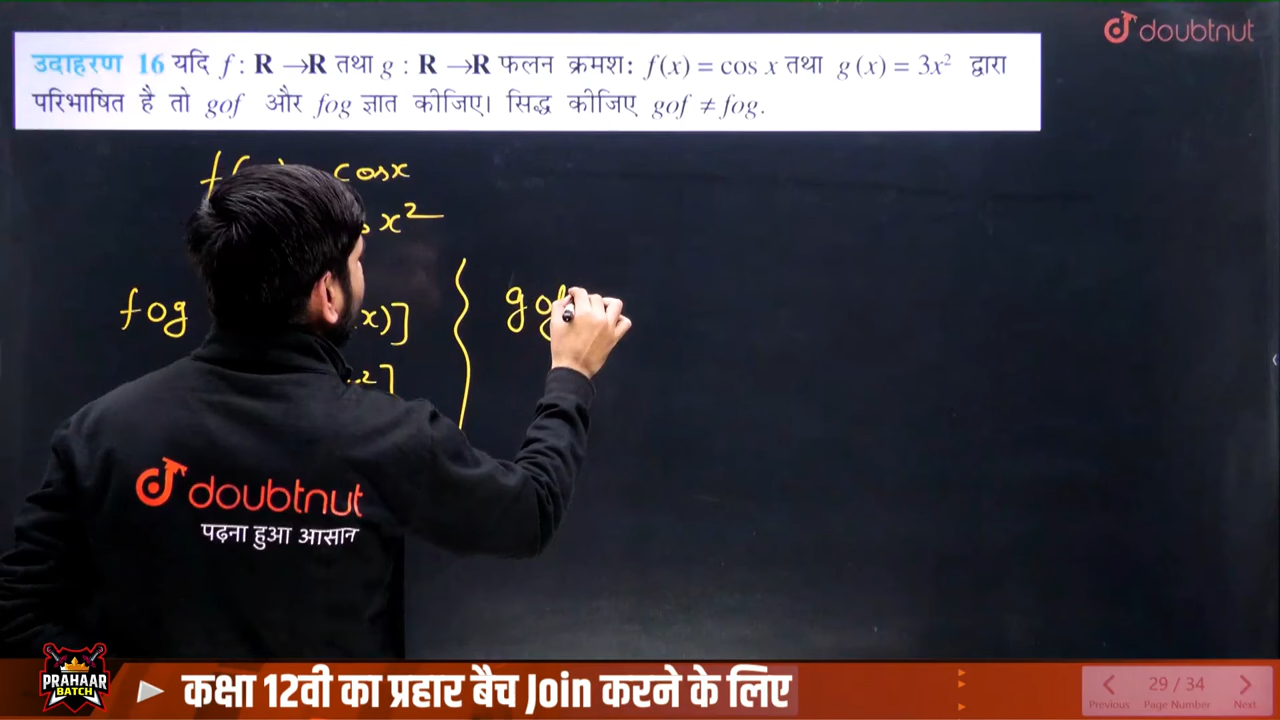 doubtnut
उदाहरण 16 यदि f : R →R तथा g : R →R फलन क्रमश: f(x) = cos x तथा g (x) = 3x² द्वारा
परिभाषित है तो gof और fog ज्ञात कीजिए। सिद्ध कीजिए gof ≠ fog.
cosx
x²
fog x)]
²]
gof
doubtnut
पढ़ना हुआ आसान
PRAHAAR
BATCH
कक्षा 12वी का प्रहार बैच Join करने के लिए
29 / 34
Previous Page Number Next